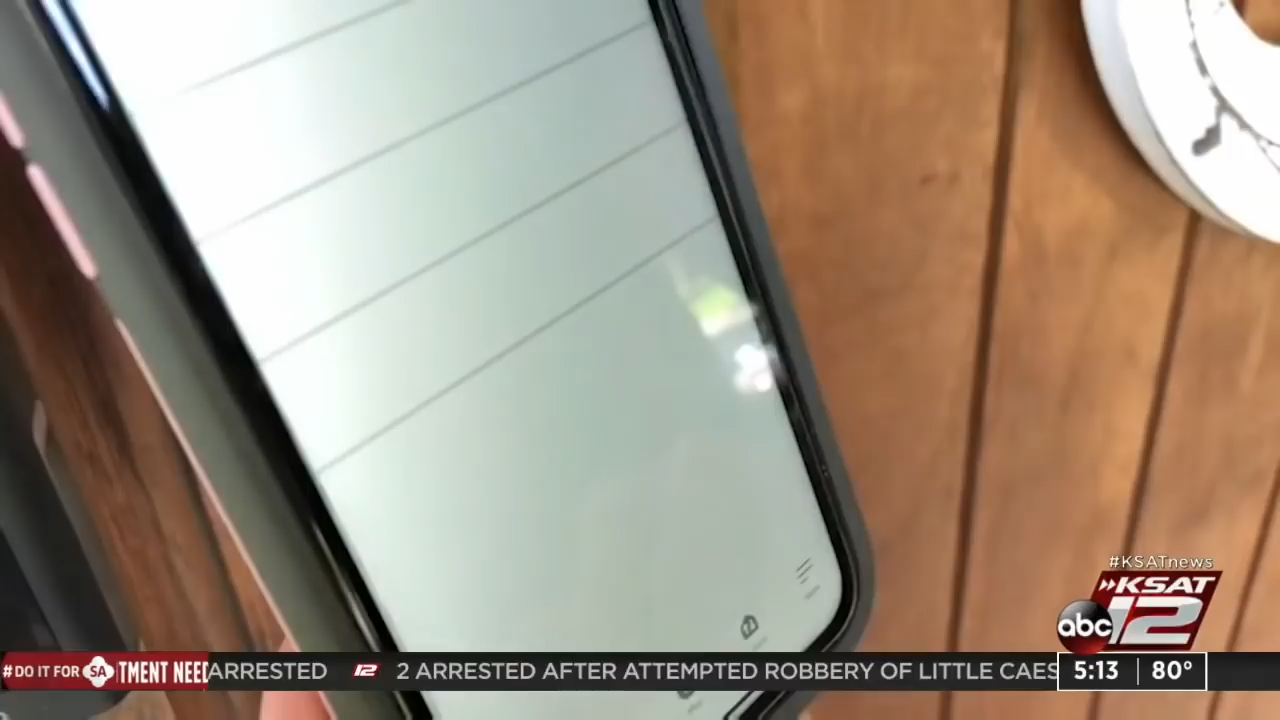 #KSATnews
KSAT
abc 12
#DO IT FOR SA TMENT NEED ARRESTED 12 2 ARRESTED AFTER ATTEMPTED ROBBERY OF LITTLE CAES 5:13 80°